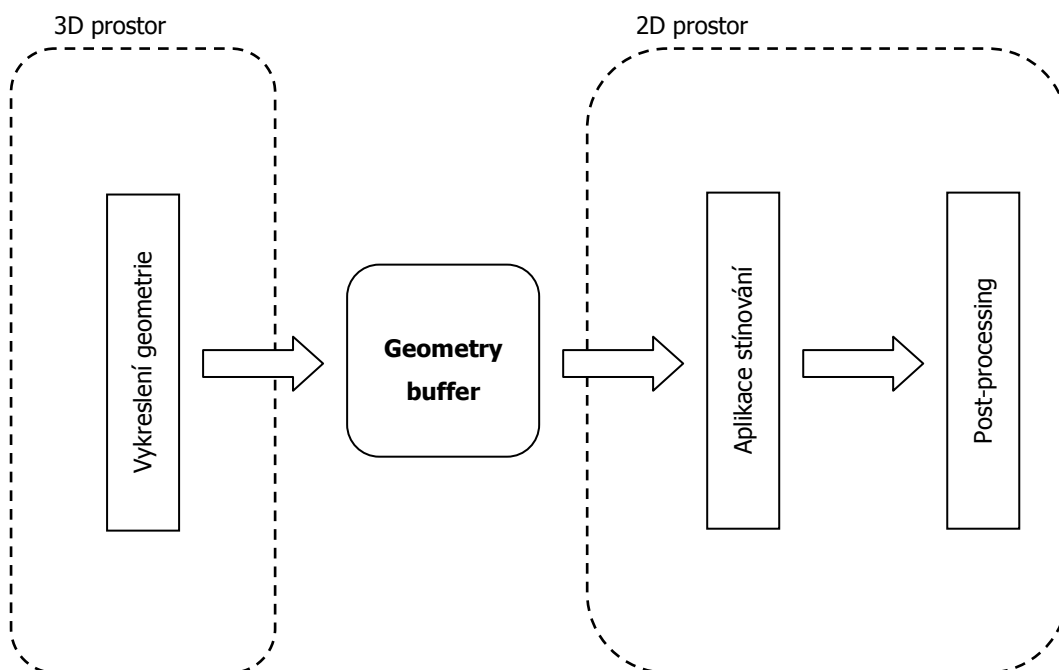 3D prostor
2D prostor
Vykreslení geometrie
Geometry
buffer
Aplikace stínování
Post-processing